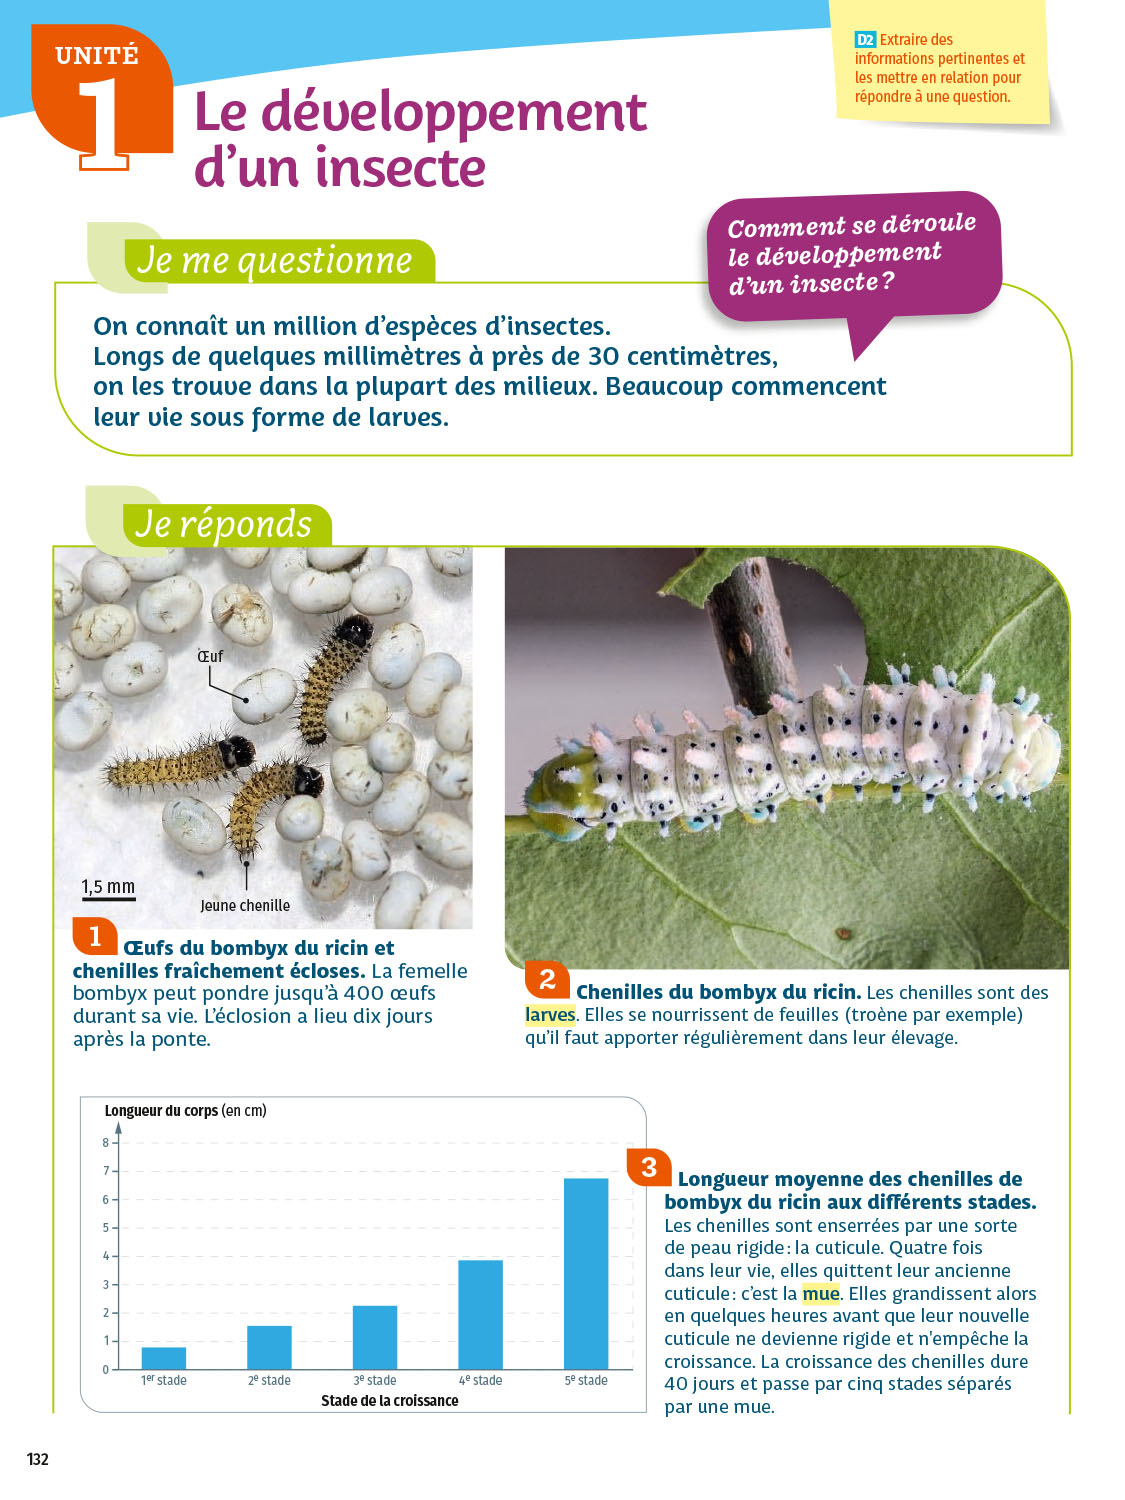 UNITÉ
1
Le développement
d'un insecte
D2 Extraire des
informations pertinentes et
les mettre en relation pour
répondre à une question.
Comment se déroule
le développement
d'un insecte ?
Je me questionne
On connaît un million d'espèces d'insectes.
Longs de quelques millimètres à près de 30 centimètres,
on les trouve dans la plupart des milieux. Beaucoup commencent
leur vie sous forme de larves.
Je réponds
Œuf
1,5 mm
Jeune chenille
1 Œufs du bombyx du ricin et
chenilles fraîchement écloses. La femelle
bombyx peut pondre jusqu'à 400 œufs
durant sa vie. L'éclosion a lieu dix jours
après la ponte.
2 Chenilles du bombyx du ricin. Les chenilles sont des
larves. Elles se nourrissent de feuilles (troène par exemple)
qu'il faut apporter régulièrement dans leur élevage.
Longueur du corps (en cm)
8
7
6
5
4
3
2
1
0
1er stade 2e stade 3e stade 4e stade 5e stade
Stade de la croissance
3 Longueur moyenne des chenilles de
bombyx du ricin aux différents stades.
Les chenilles sont enserrées par une sorte
de peau rigide : la cuticule. Quatre fois
dans leur vie, elles quittent leur ancienne
cuticule : c'est la mue. Elles grandissent alors
en quelques heures avant que leur nouvelle
cuticule ne devienne rigide et n'empêche la
croissance. La croissance des chenilles dure
40 jours et passe par cinq stades séparés
par une mue.
132